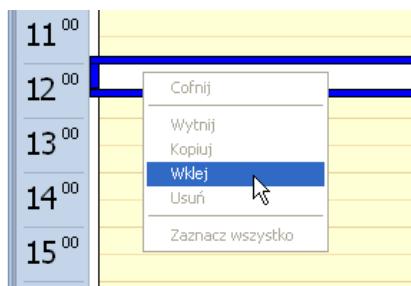 11 00
12 00
Cofnij
Wytnij
13 00
Kopiuj
Wklej
14 00
Usuń
Zaznacz wszystko
15 00